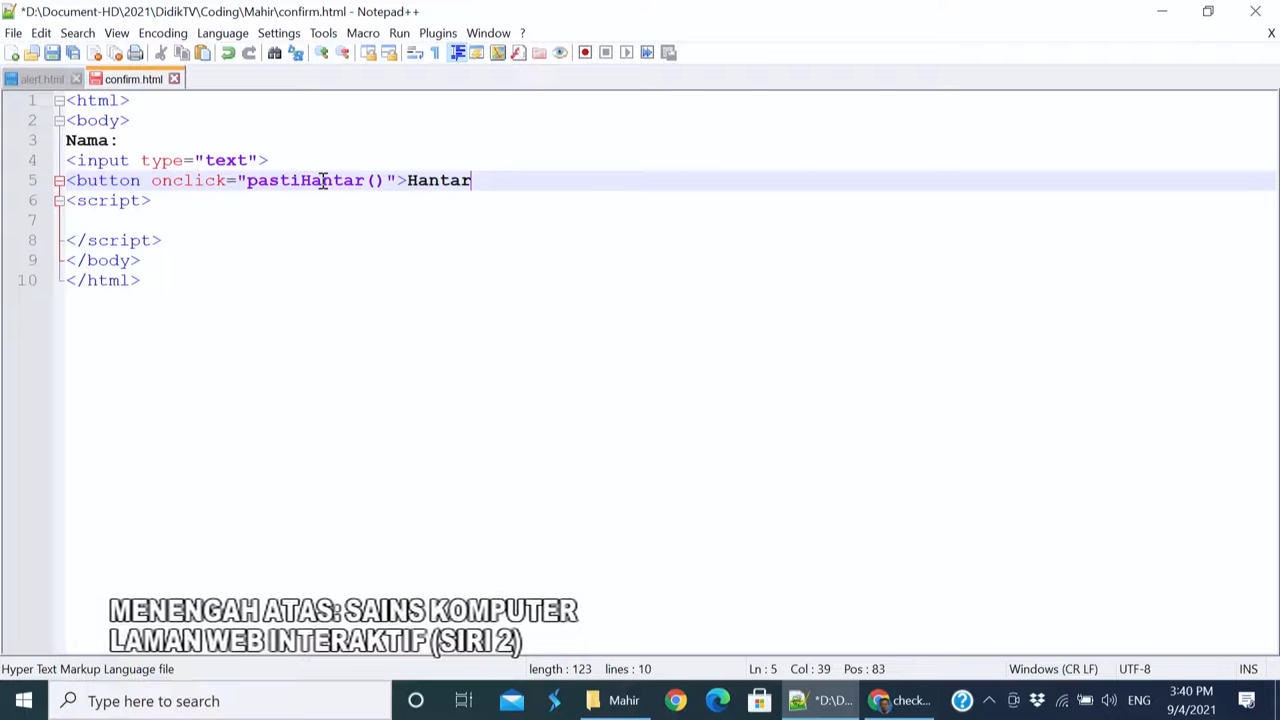 *D:\Document-HD\2021\DidikTV\Coding\Mahir\confirm.html - Notepad++
File Edit Search View Encoding Language Settings Tools Macro Run Plugins Window ? X
alert.html confirm.html
1 <html>
2 <body>
3 Nama:
4 <input type="text">
5 <button onclick="pastiHantar()">Hantar
6 <script>
7
8 </script>
9 </body>
10 </html>
MENENGAH ATAS: SAINS KOMPUTER
LAMAN WEB INTERAKTIF (SIRI 2)
Hyper Text Markup Language file length : 123 lines : 10 Ln : 5 Col : 39 Pos : 83 Windows (CR LF) UTF-8 INS
Type here to search Mahir *D:\D... check... ENG 3:40 PM
9/4/2021